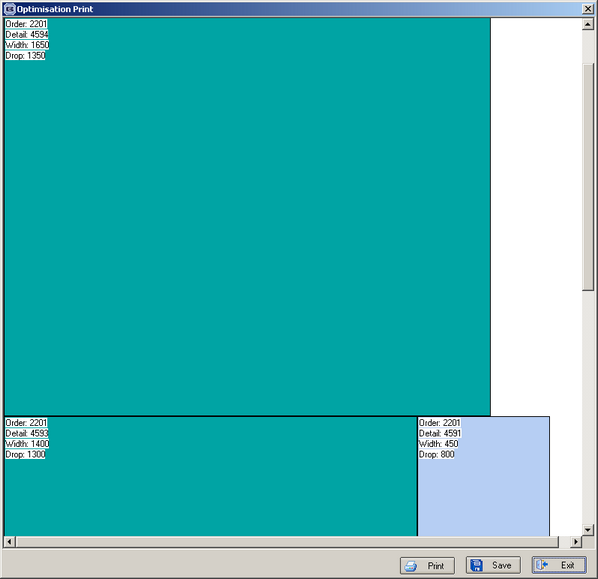 Optimisation Print
Order: 2201
Detail: 4594
Width: 1650
Drop: 1350
Order: 2201
Detail: 4593
Width: 1400
Drop: 1300
Order: 2201
Detail: 4591
Width: 450
Drop: 800
Print
Save
Exit